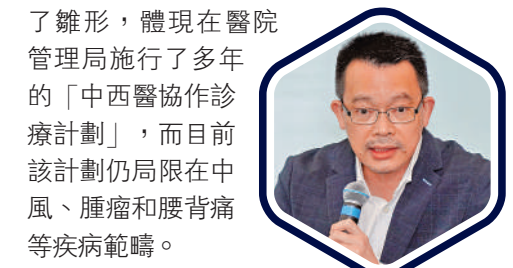 了雛形，體現在醫院
管理局施行了多年
的「中西醫協作診
療計劃」，而目前
該計劃仍局限在中
風、腫瘤和腰背痛
等疾病範疇。